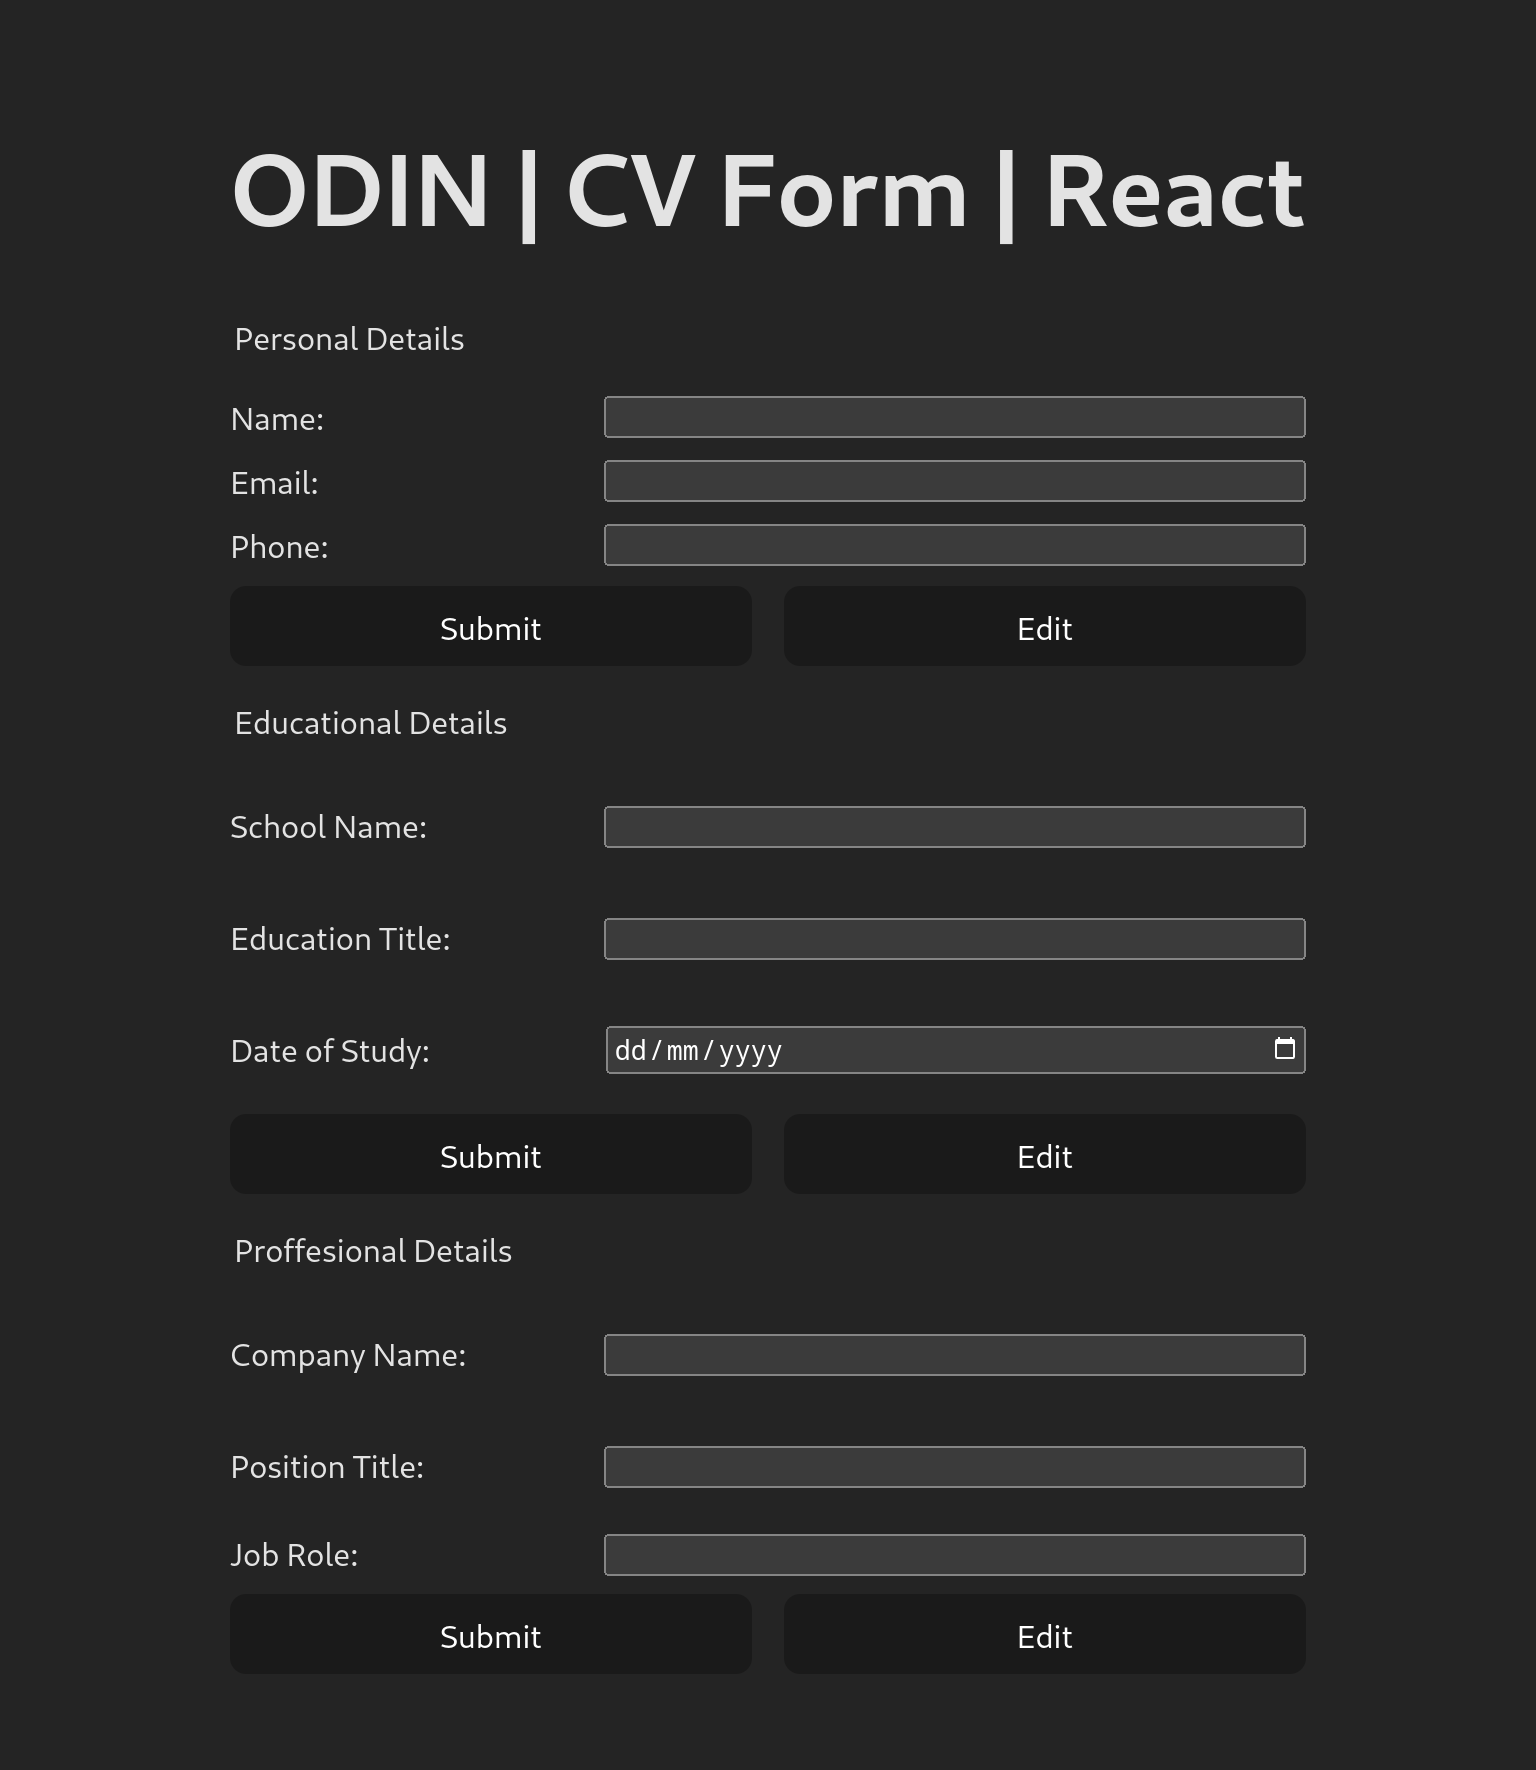 ODIN | CV Form | React
Personal Details
Name:
Email:
Phone:
Submit Edit
Educational Details
School Name:
Education Title:
Date of Study: dd/mm/yyyy
Submit Edit
Proffesional Details
Company Name:
Position Title:
Job Role:
Submit Edit